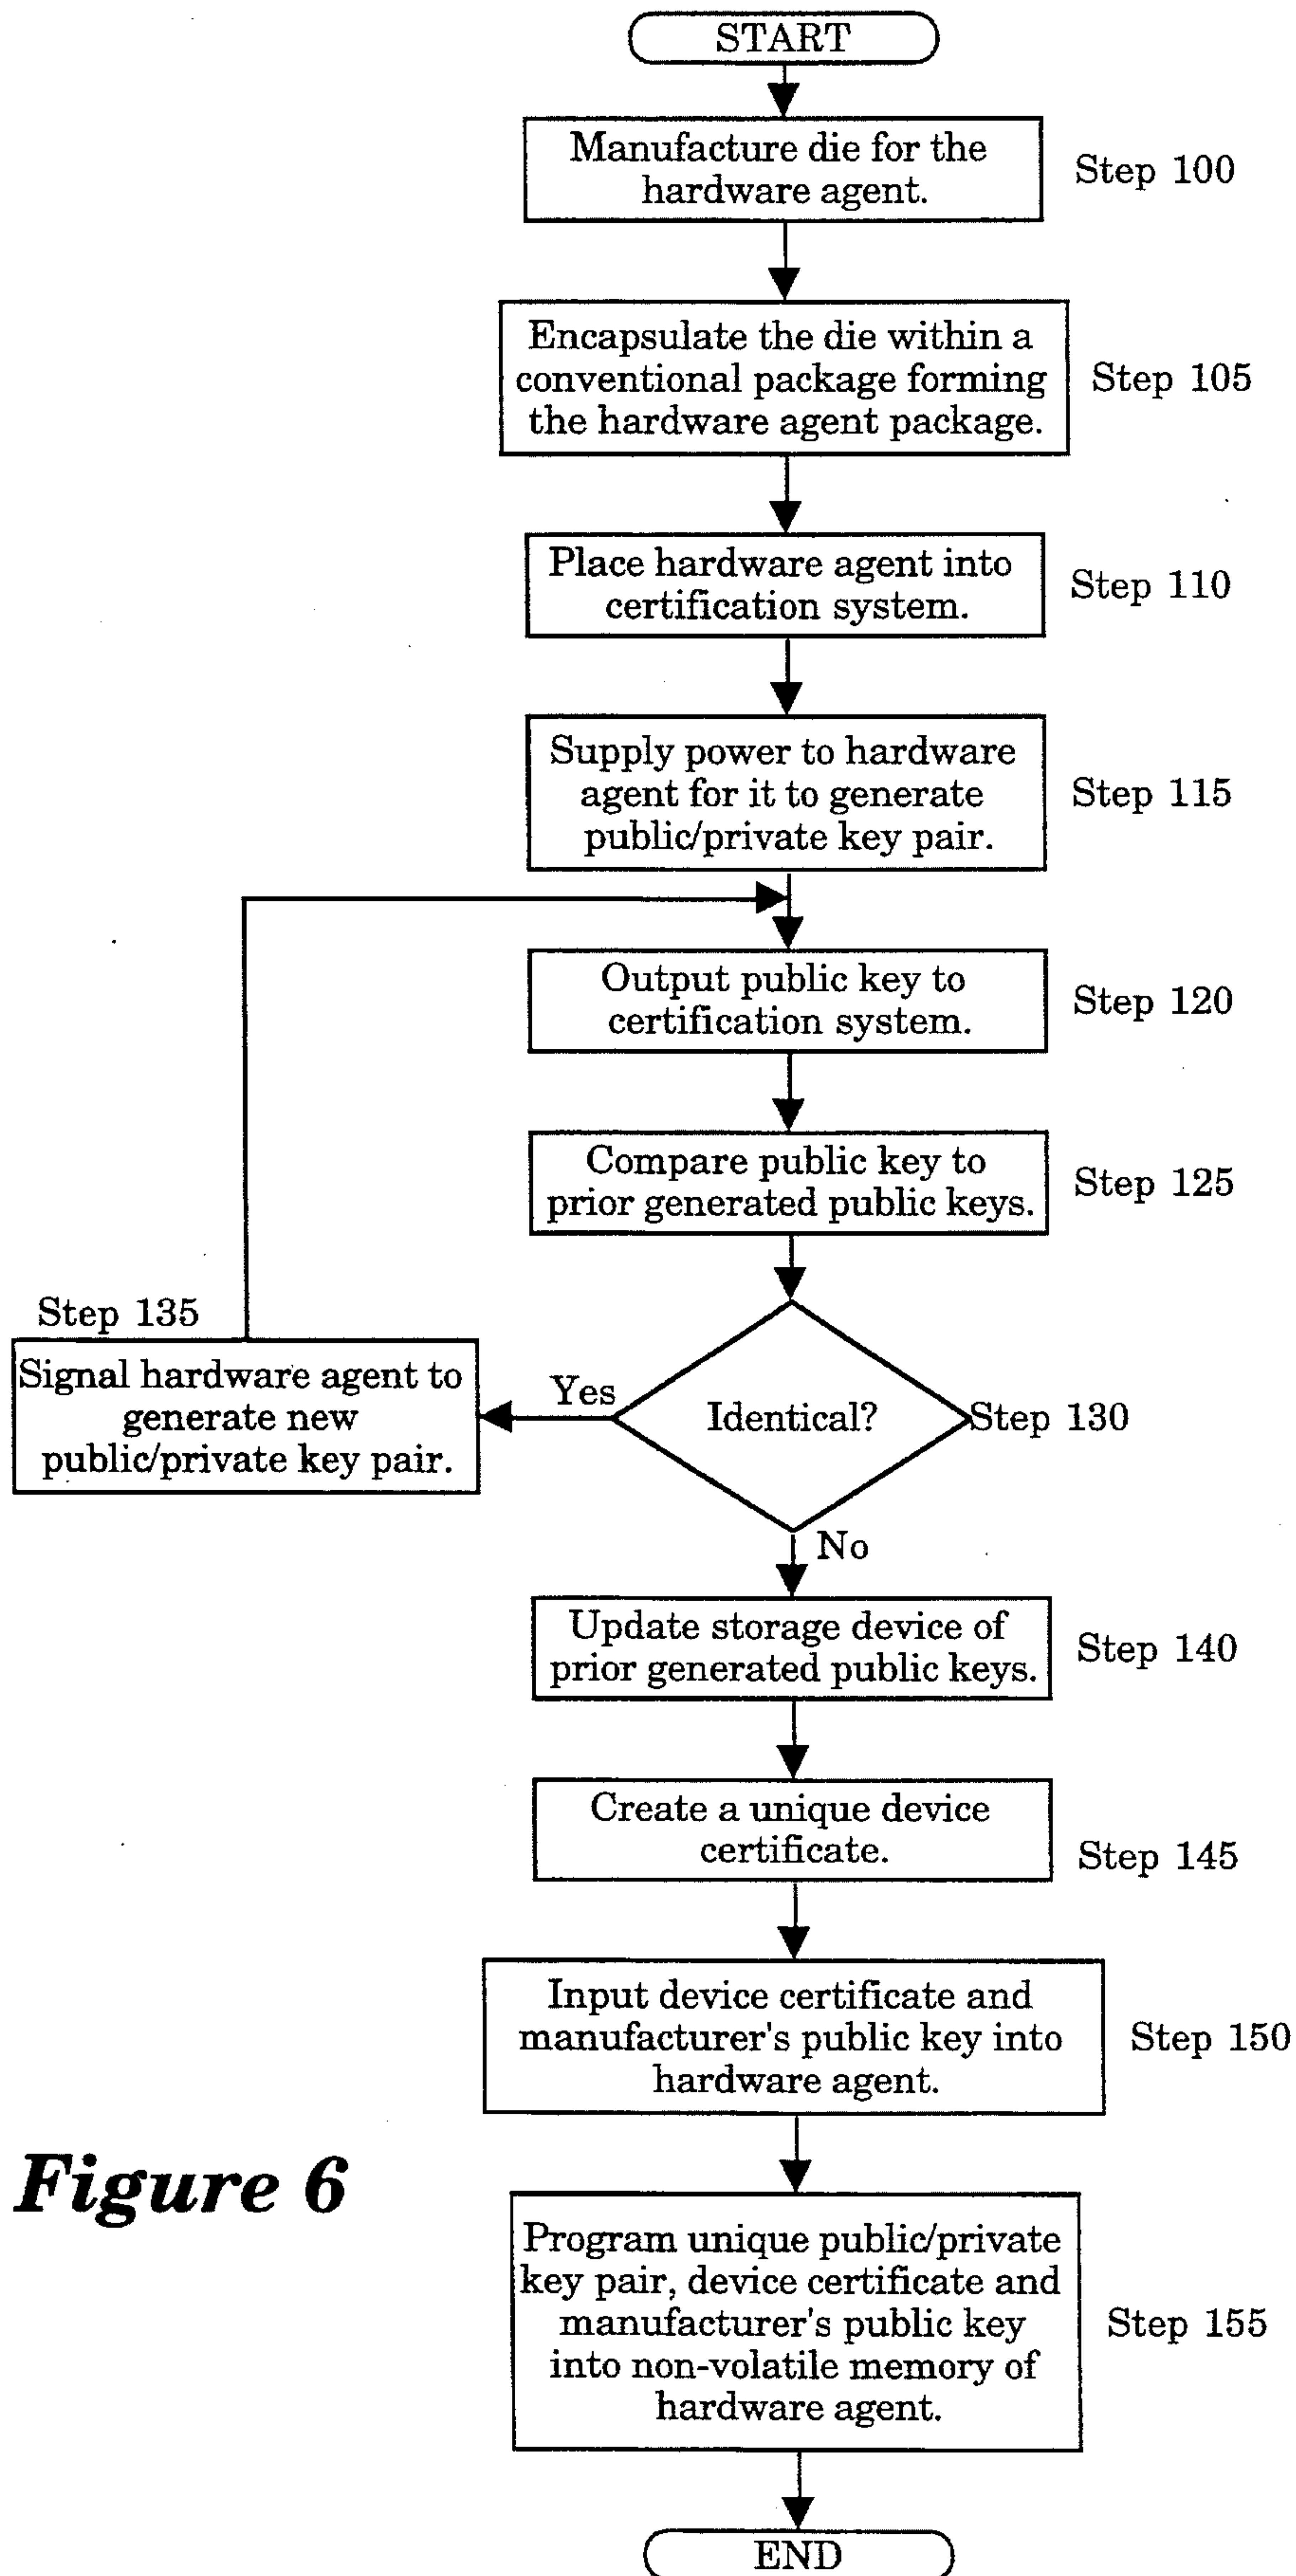 START
Manufacture die for the
hardware agent.
Step 100
Encapsulate the die within a
conventional package forming
the hardware agent package.
Step 105
Place hardware agent into
certification system.
Step 110
Supply power to hardware
agent for it to generate
public/private key pair.
Step 115
Output public key to
certification system.
Step 120
Compare public key to
prior generated public keys.
Step 125
Step 135
Signal hardware agent to
generate new
public/private key pair.
Yes
Identical?
Step 130
No
Update storage device of
prior generated public keys.
Step 140
Create a unique device
certificate.
Step 145
Input device certificate and
manufacturer's public key into
hardware agent.
Step 150
Figure 6
Program unique public/private
key pair, device certificate and
manufacturer's public key
into non-volatile memory of
hardware agent.
Step 155
END